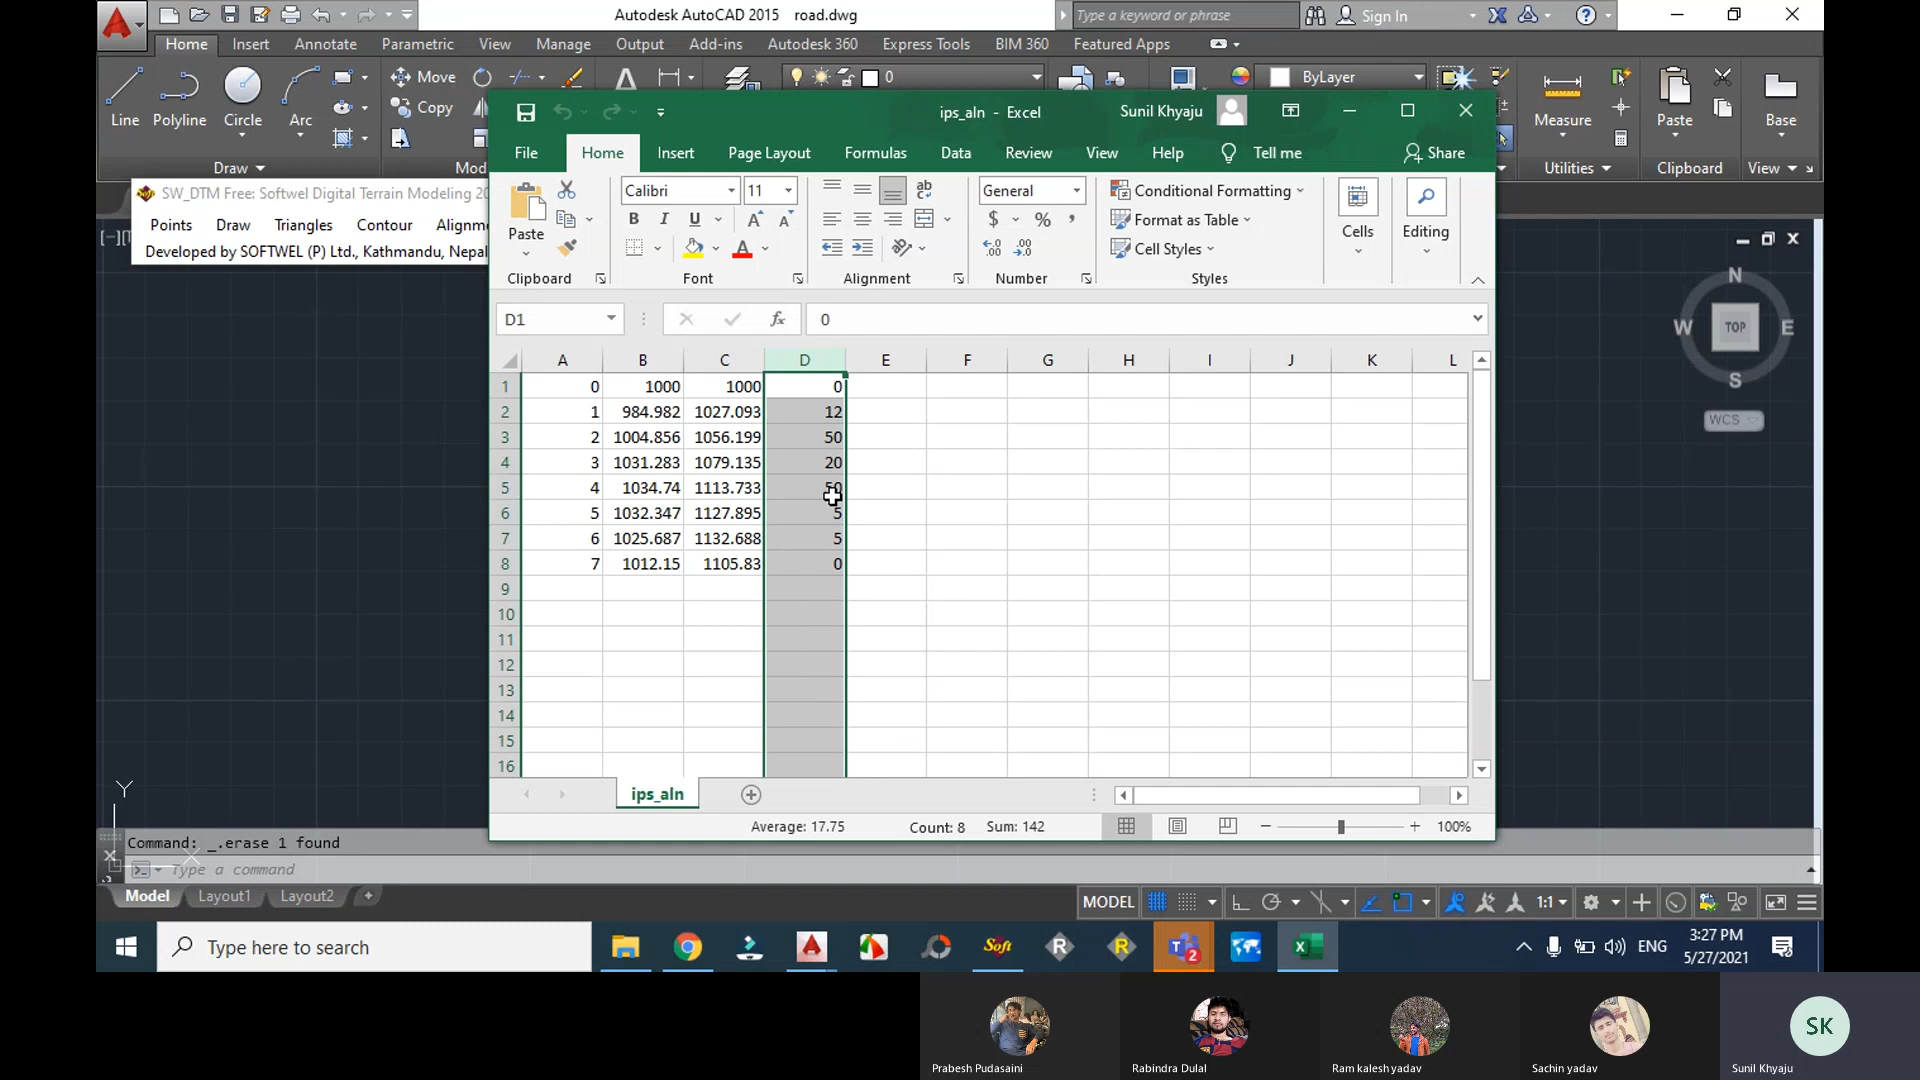 Autodesk AutoCAD 2015 road.dwg
Type a keyword or phrase
Sign In
Home Insert Annotate Parametric View Manage Output Add-ins Autodesk 360 Express Tools BIM 360 Featured Apps
Line Polyline Circle Arc
Move
Copy
0
ByLayer
Measure Paste Base
Draw
Utilities Clipboard View
SW_DTM Free: Softwel Digital Terrain Modeling
Points Draw Triangles Contour
Developed by SOFTWEL (P) Ltd., Kathmandu, Nepal
ips_aln - Excel
Sunil Khyaju
File Home Insert Page Layout Formulas Data Review View Help Tell me Share
Paste
Calibri 11
B I U A A
ab
General
$ % ,
Conditional Formatting
Format as Table
Cell Styles
Cells
Editing
Clipboard Font Alignment Number Styles
D1 fx 0
A B C D E F G H I J K L
1 0 1000 1000 0
2 1 984.982 1027.093 12
3 2 1004.856 1056.199 50
4 3 1031.283 1079.135 20
5 4 1034.74 1113.733 50
6 5 1032.347 1127.895 5
7 6 1025.687 1132.688 5
8 7 1012.15 1105.83 0
9
10
11
12
13
14
15
16
ips_aln
Average: 17.75 Count: 8 Sum: 142 100%
N
W TOP E
S
WCS
Y
Command: _.erase 1 found
Type a command
Model Layout1 Layout2
MODEL 1:1
Type here to search
Soft
R
R
2
ENG
3:27 PM
5/27/2021
SK
Prabesh Pudasaini Rabindra Dulal Ram kalesh yadav Sachin yadav Sunil Khyaju